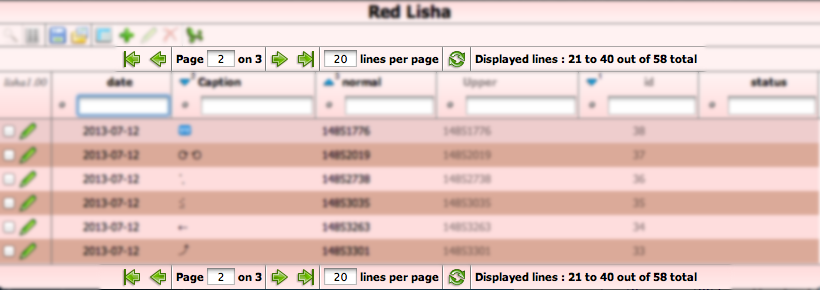 Red Lisha
Page 2 on 3 20 lines per page Displayed lines : 21 to 40 out of 58 total
lisha1.00 date Caption normal Upper id status
2013-07-12 14851776 14851776 38
2013-07-12 14852019 14852019 37
2013-07-12 14852738 14852738 36
2013-07-12 14853035 14853035 35
2013-07-12 14853263 14853263 34
2013-07-12 14853301 14853301 33
Page 2 on 3 20 lines per page Displayed lines : 21 to 40 out of 58 total